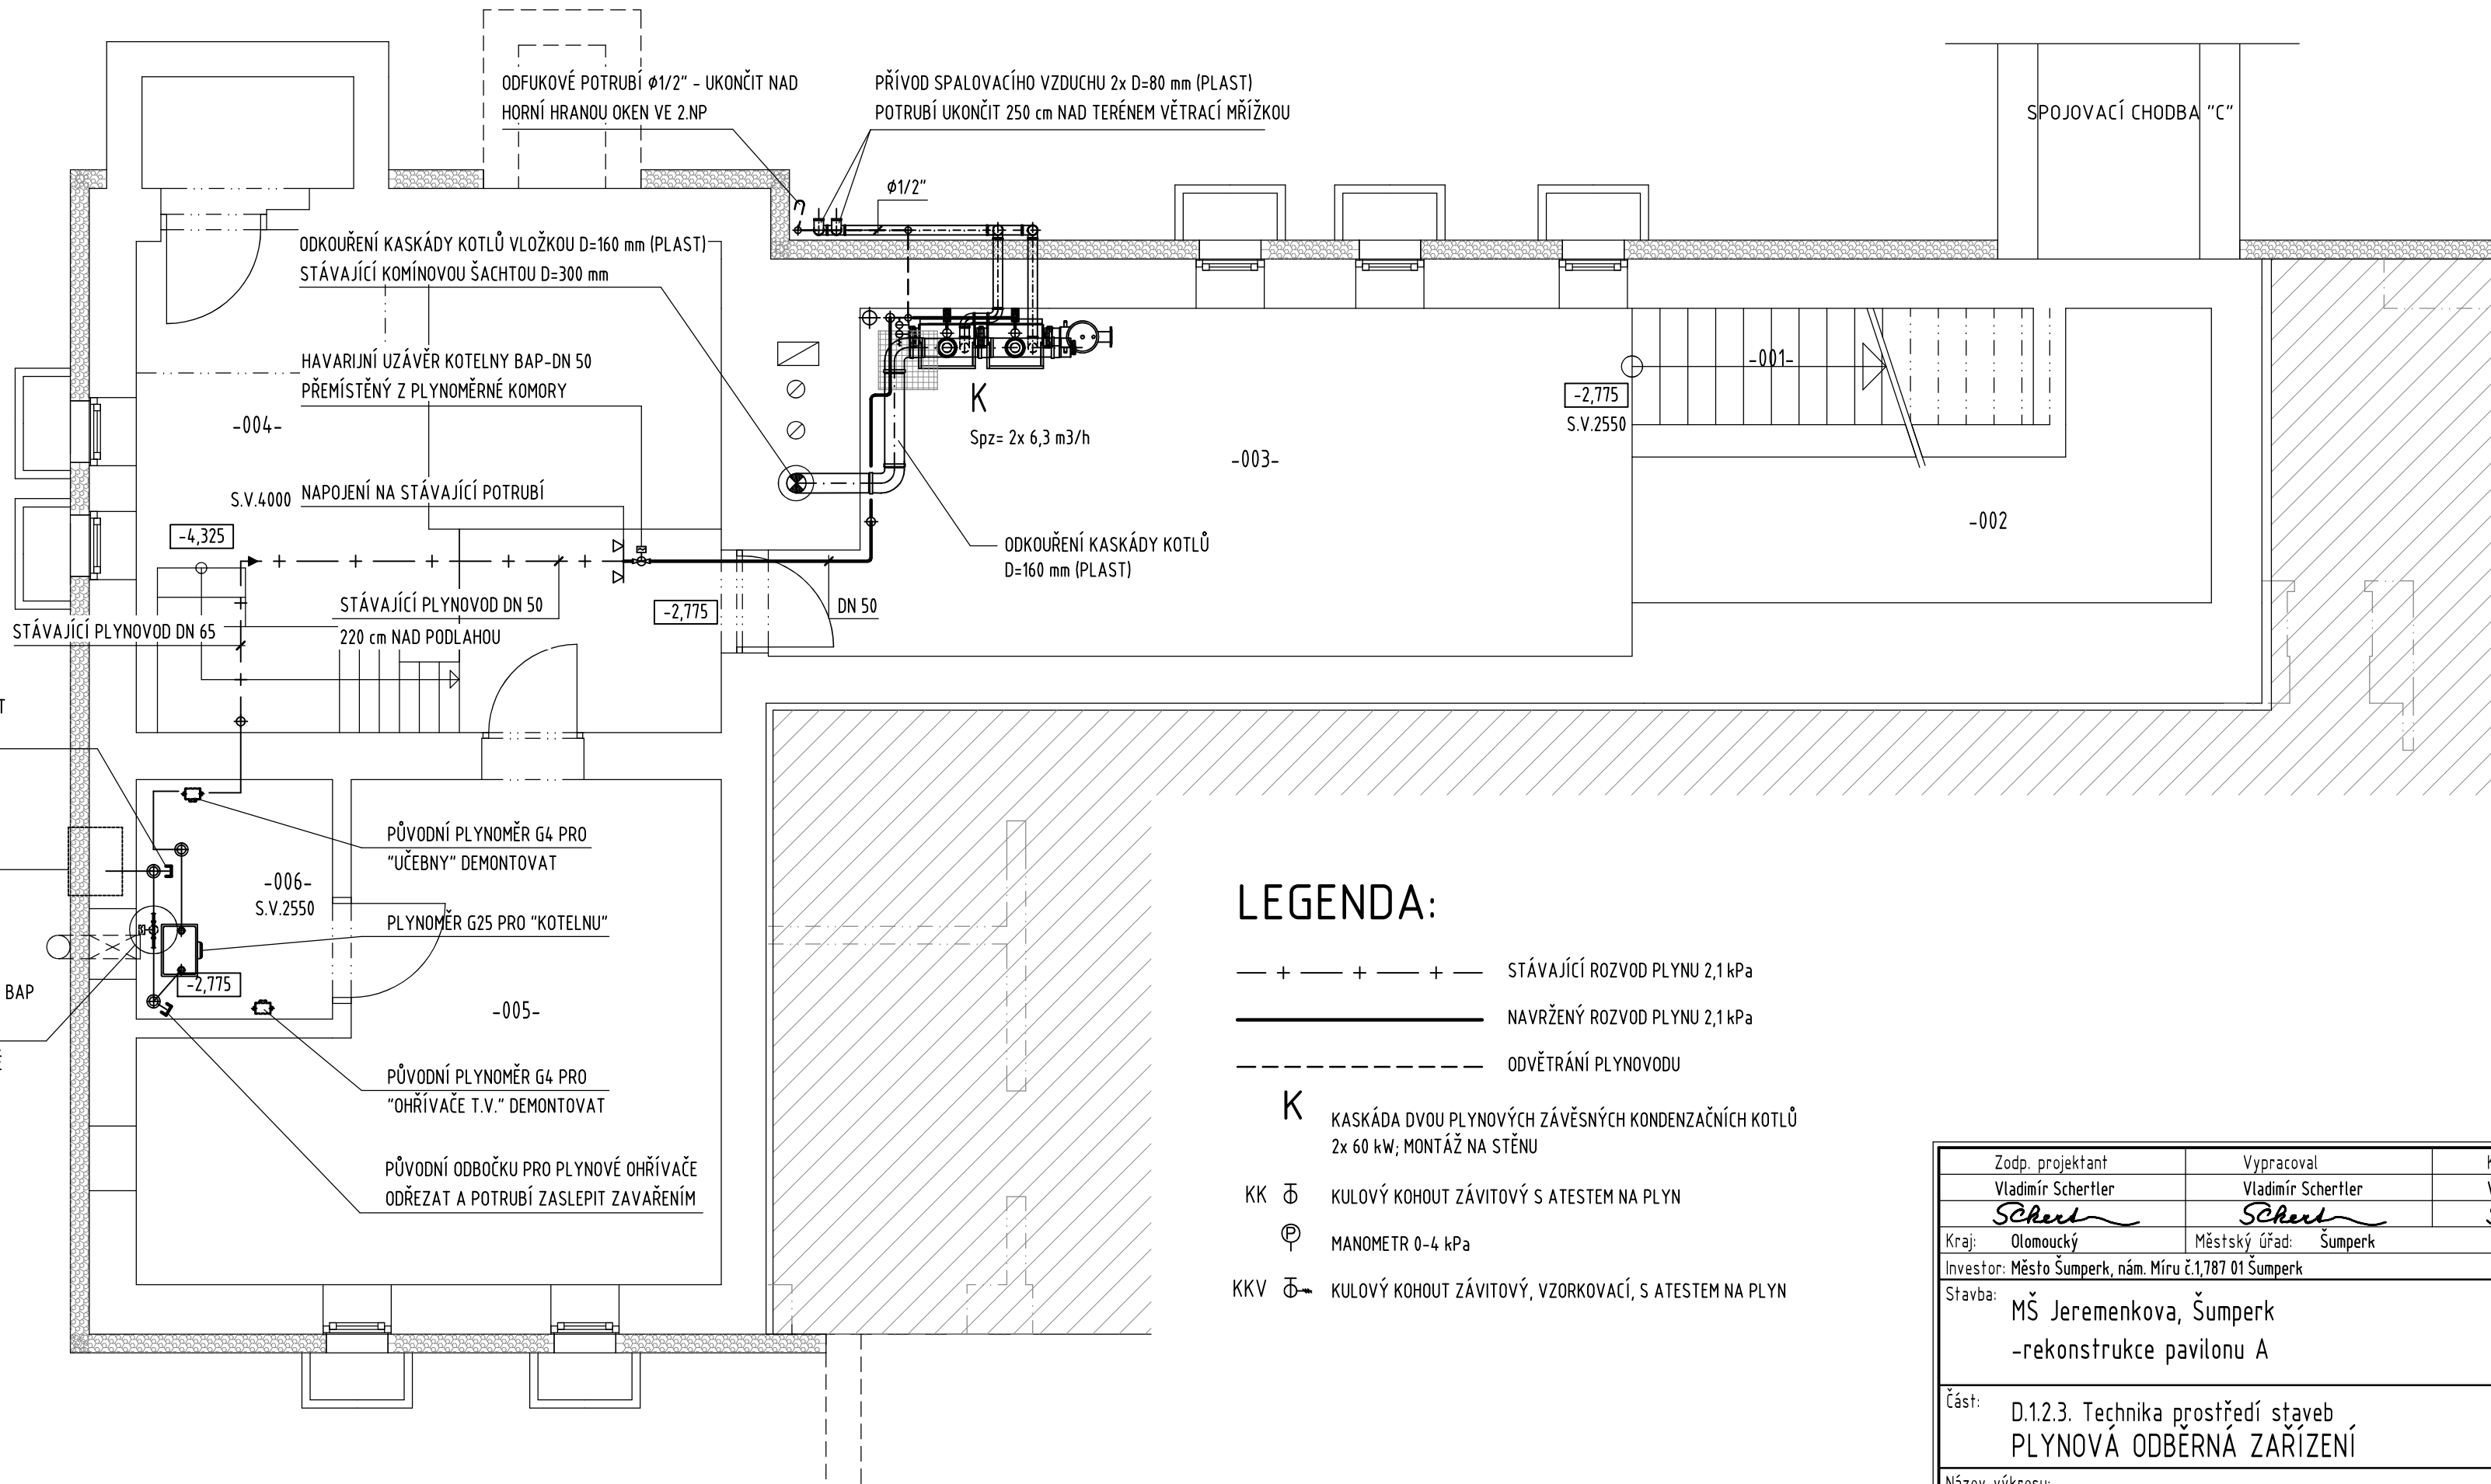 ODFUKOVÉ POTRUBÍ ϕ1/2" - UKONČIT NAD
HORNÍ HRANOU OKEN VE 2.NP
PŘÍVOD SPALOVACÍHO VZDUCHU 2x D=80 mm (PLAST)
POTRUBÍ UKONČIT 250 cm NAD TERÉNEM VĚTRACÍ MŘÍŽKOU
SPOJOVACÍ CHODBA "C"
ϕ1/2"
ODKOUŘENÍ KASKÁDY KOTLŮ VLOŽKOU D=160 mm (PLAST)
STÁVAJÍCÍ KOMÍNOVOU ŠACHTOU D=300 mm
HAVARIJNÍ UZÁVĚR KOTELNY BAP-DN 50
PŘEMÍSTĚNÝ Z PLYNOMĚRNÉ KOMORY
-004-
K
Spz= 2x 6,3 m3/h
-003-
-001-
-2,775
S.V.2550
-002
S.V.4000
NAPOJENÍ NA STÁVAJÍCÍ POTRUBÍ
-4,325
ODKOUŘENÍ KASKÁDY KOTLŮ
D=160 mm (PLAST)
STÁVAJÍCÍ PLYNOVOD DN 50
220 cm NAD PODLAHOU
-2,775
DN 50
STÁVAJÍCÍ PLYNOVOD DN 65
T
PŮVODNÍ PLYNOMĚR G4 PRO
"UČEBNY" DEMONTOVAT
-006-
S.V.2550
PLYNOMĚR G25 PRO "KOTELNU"
-2,775
BAP
-005-
PŮVODNÍ PLYNOMĚR G4 PRO
"OHŘÍVAČE T.V." DEMONTOVAT
PŮVODNÍ ODBOČKU PRO PLYNOVÉ OHŘÍVAČE
ODŘEZAT A POTRUBÍ ZASLEPIT ZAVAŘENÍM
LEGENDA:
STÁVAJÍCÍ ROZVOD PLYNU 2,1 kPa
NAVRŽENÝ ROZVOD PLYNU 2,1 kPa
ODVĚTRÁNÍ PLYNOVODU
K KASKÁDA DVOU PLYNOVÝCH ZÁVĚSNÝCH KONDENZAČNÍCH KOTLŮ
2x 60 kW; MONTÁŽ NA STĚNU
KK KULOVÝ KOHOUT ZÁVITOVÝ S ATESTEM NA PLYN
P MANOMETR 0-4 kPa
KKV KULOVÝ KOHOUT ZÁVITOVÝ, VZORKOVACÍ, S ATESTEM NA PLYN
Zodp. projektant Vypracoval
Vladimír Schertler Vladimír Schertler
Schert Schert
Kraj: Olomoucký Městský úřad: Šumperk
Investor: Město Šumperk, nám. Míru č.1,787 01 Šumperk
Stavba: MŠ Jeremenkova, Šumperk
-rekonstrukce pavilonu A
Část: D.1.2.3. Technika prostředí staveb
PLYNOVÁ ODBĚRNÁ ZAŘÍZENÍ
Název výkresu: